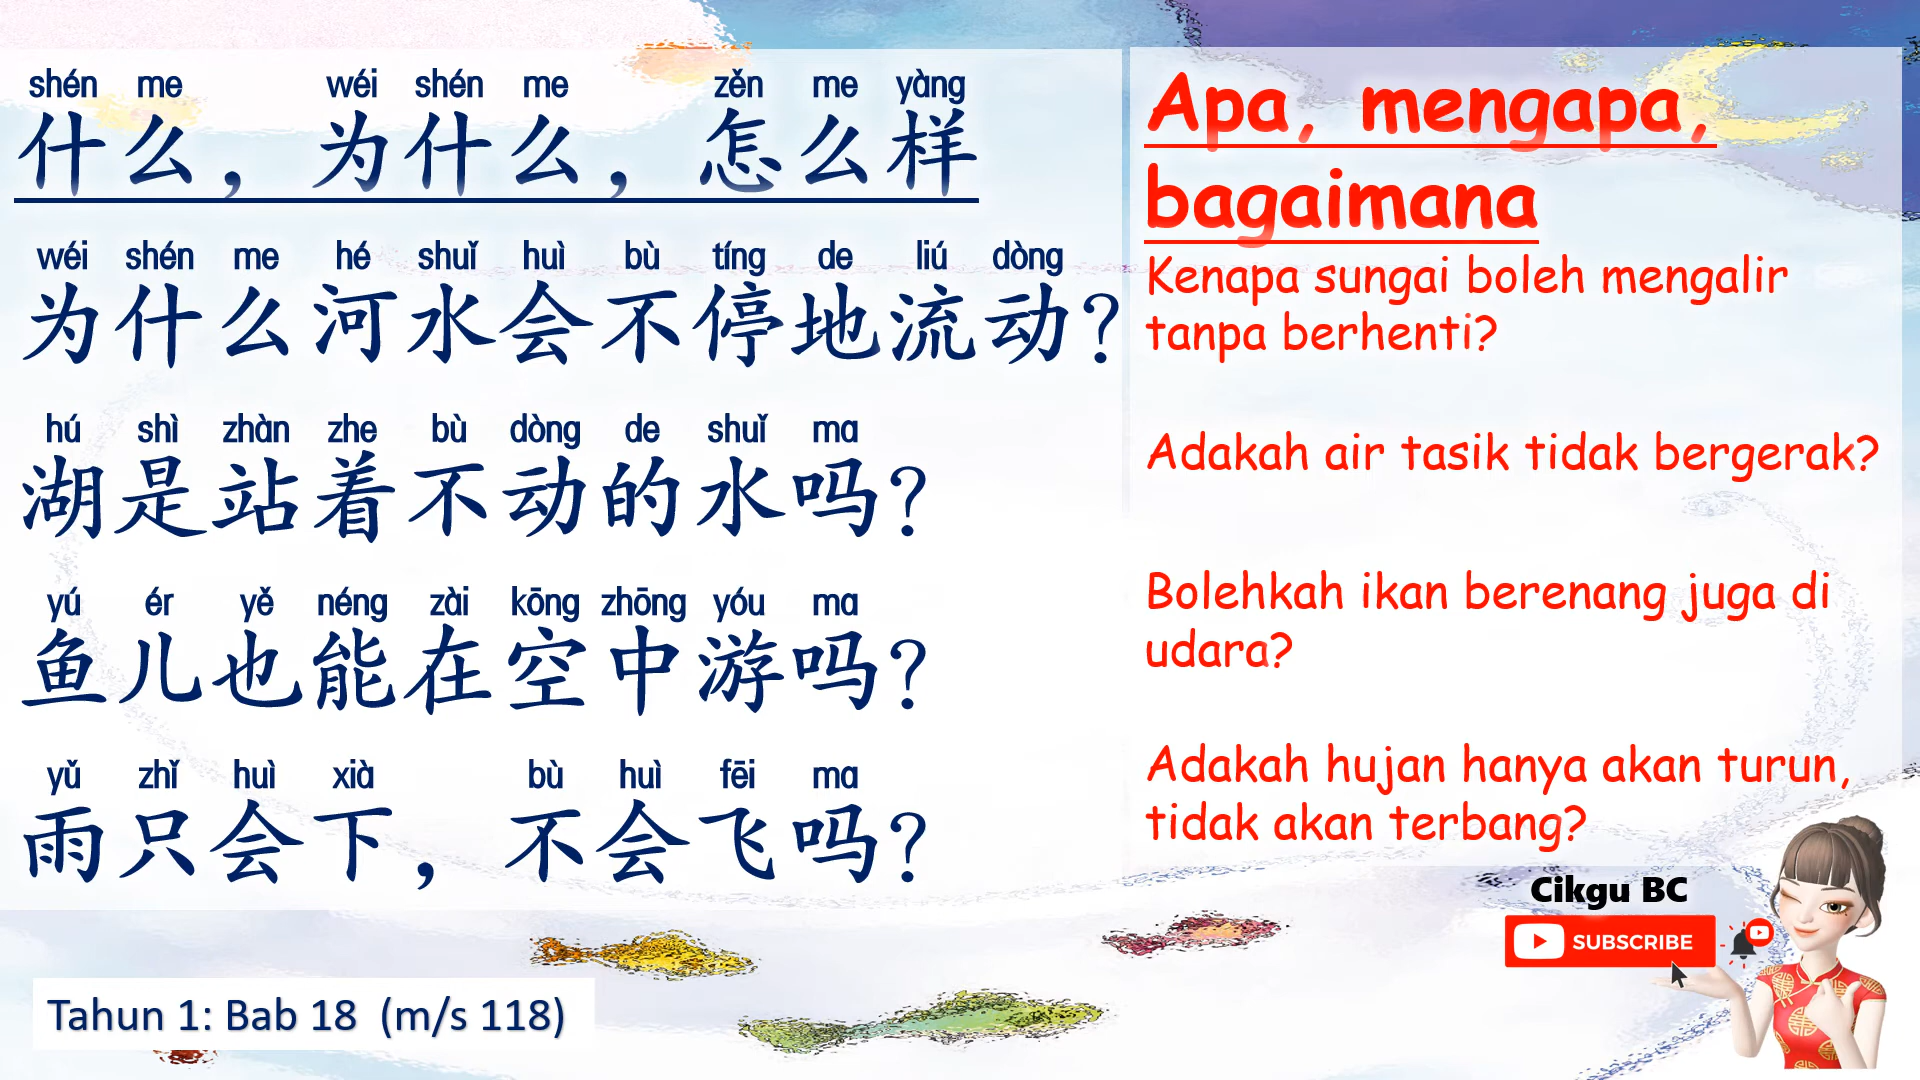 shén me wéi shén me zěn me yàng
什么，为什么，怎么样
wéi shén me hé shuǐ huì bù tíng de liú dòng
为什么河水会不停地流动？
hú shì zhàn zhe bù dòng de shuǐ ma
湖是站着不动的水吗？
yú ér yě néng zài kōng zhōng yóu ma
鱼儿也能在空中游吗？
yǔ zhǐ huì xià bù huì fēi ma
雨只会下，不会飞吗？
Apa, mengapa,
bagaimana
Kenapa sungai boleh mengalir
tanpa berhenti?
Adakah air tasik tidak bergerak?
Bolehkah ikan berenang juga di
udara?
Adakah hujan hanya akan turun,
tidak akan terbang?
Cikgu BC
SUBSCRIBE
Tahun 1: Bab 18 (m/s 118)